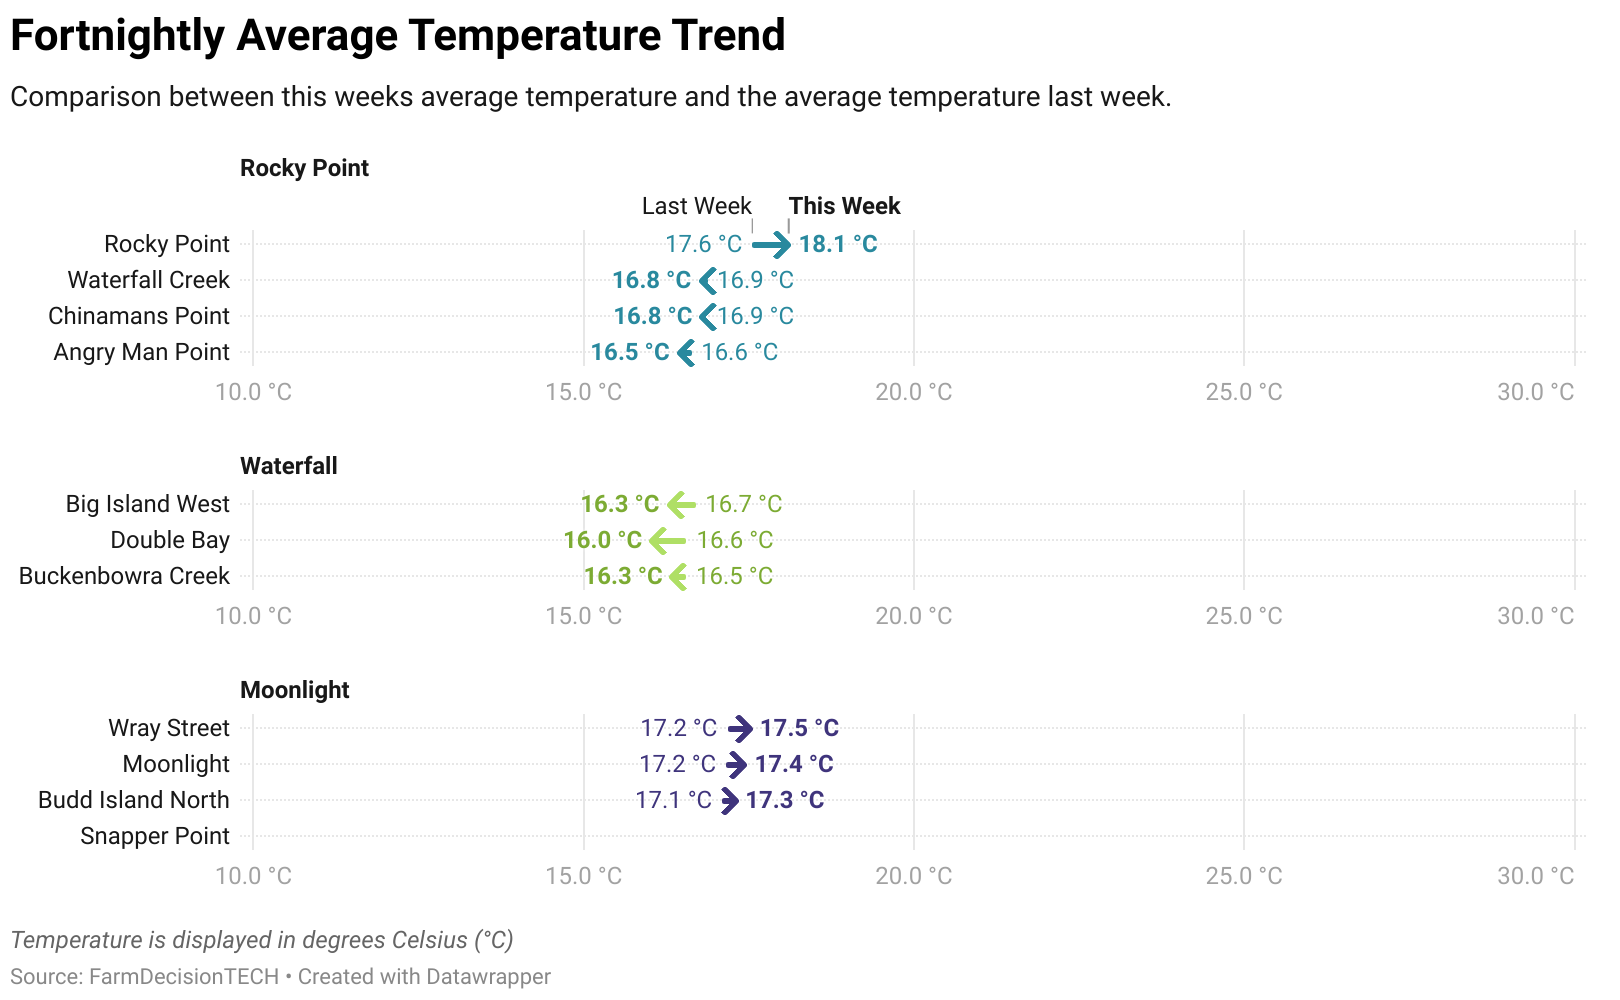 Fortnightly Average Temperature Trend
Comparison between this weeks average temperature and the average temperature last week.
Rocky Point
Last Week This Week
Rocky Point 17.6 °C 18.1 °C
Waterfall Creek 16.8 °C 16.9 °C
Chinamans Point 16.8 °C 16.9 °C
Angry Man Point 16.5 °C 16.6 °C
10.0 °C 15.0 °C 20.0 °C 25.0 °C 30.0 °C
Waterfall
Big Island West 16.3 °C 16.7 °C
Double Bay 16.0 °C 16.6 °C
Buckenbowra Creek 16.3 °C 16.5 °C
10.0 °C 15.0 °C 20.0 °C 25.0 °C 30.0 °C
Moonlight
Wray Street 17.2 °C 17.5 °C
Moonlight 17.2 °C 17.4 °C
Budd Island North 17.1 °C 17.3 °C
Snapper Point
10.0 °C 15.0 °C 20.0 °C 25.0 °C 30.0 °C
Temperature is displayed in degrees Celsius (°C)
Source: FarmDecisionTECH • Created with Datawrapper